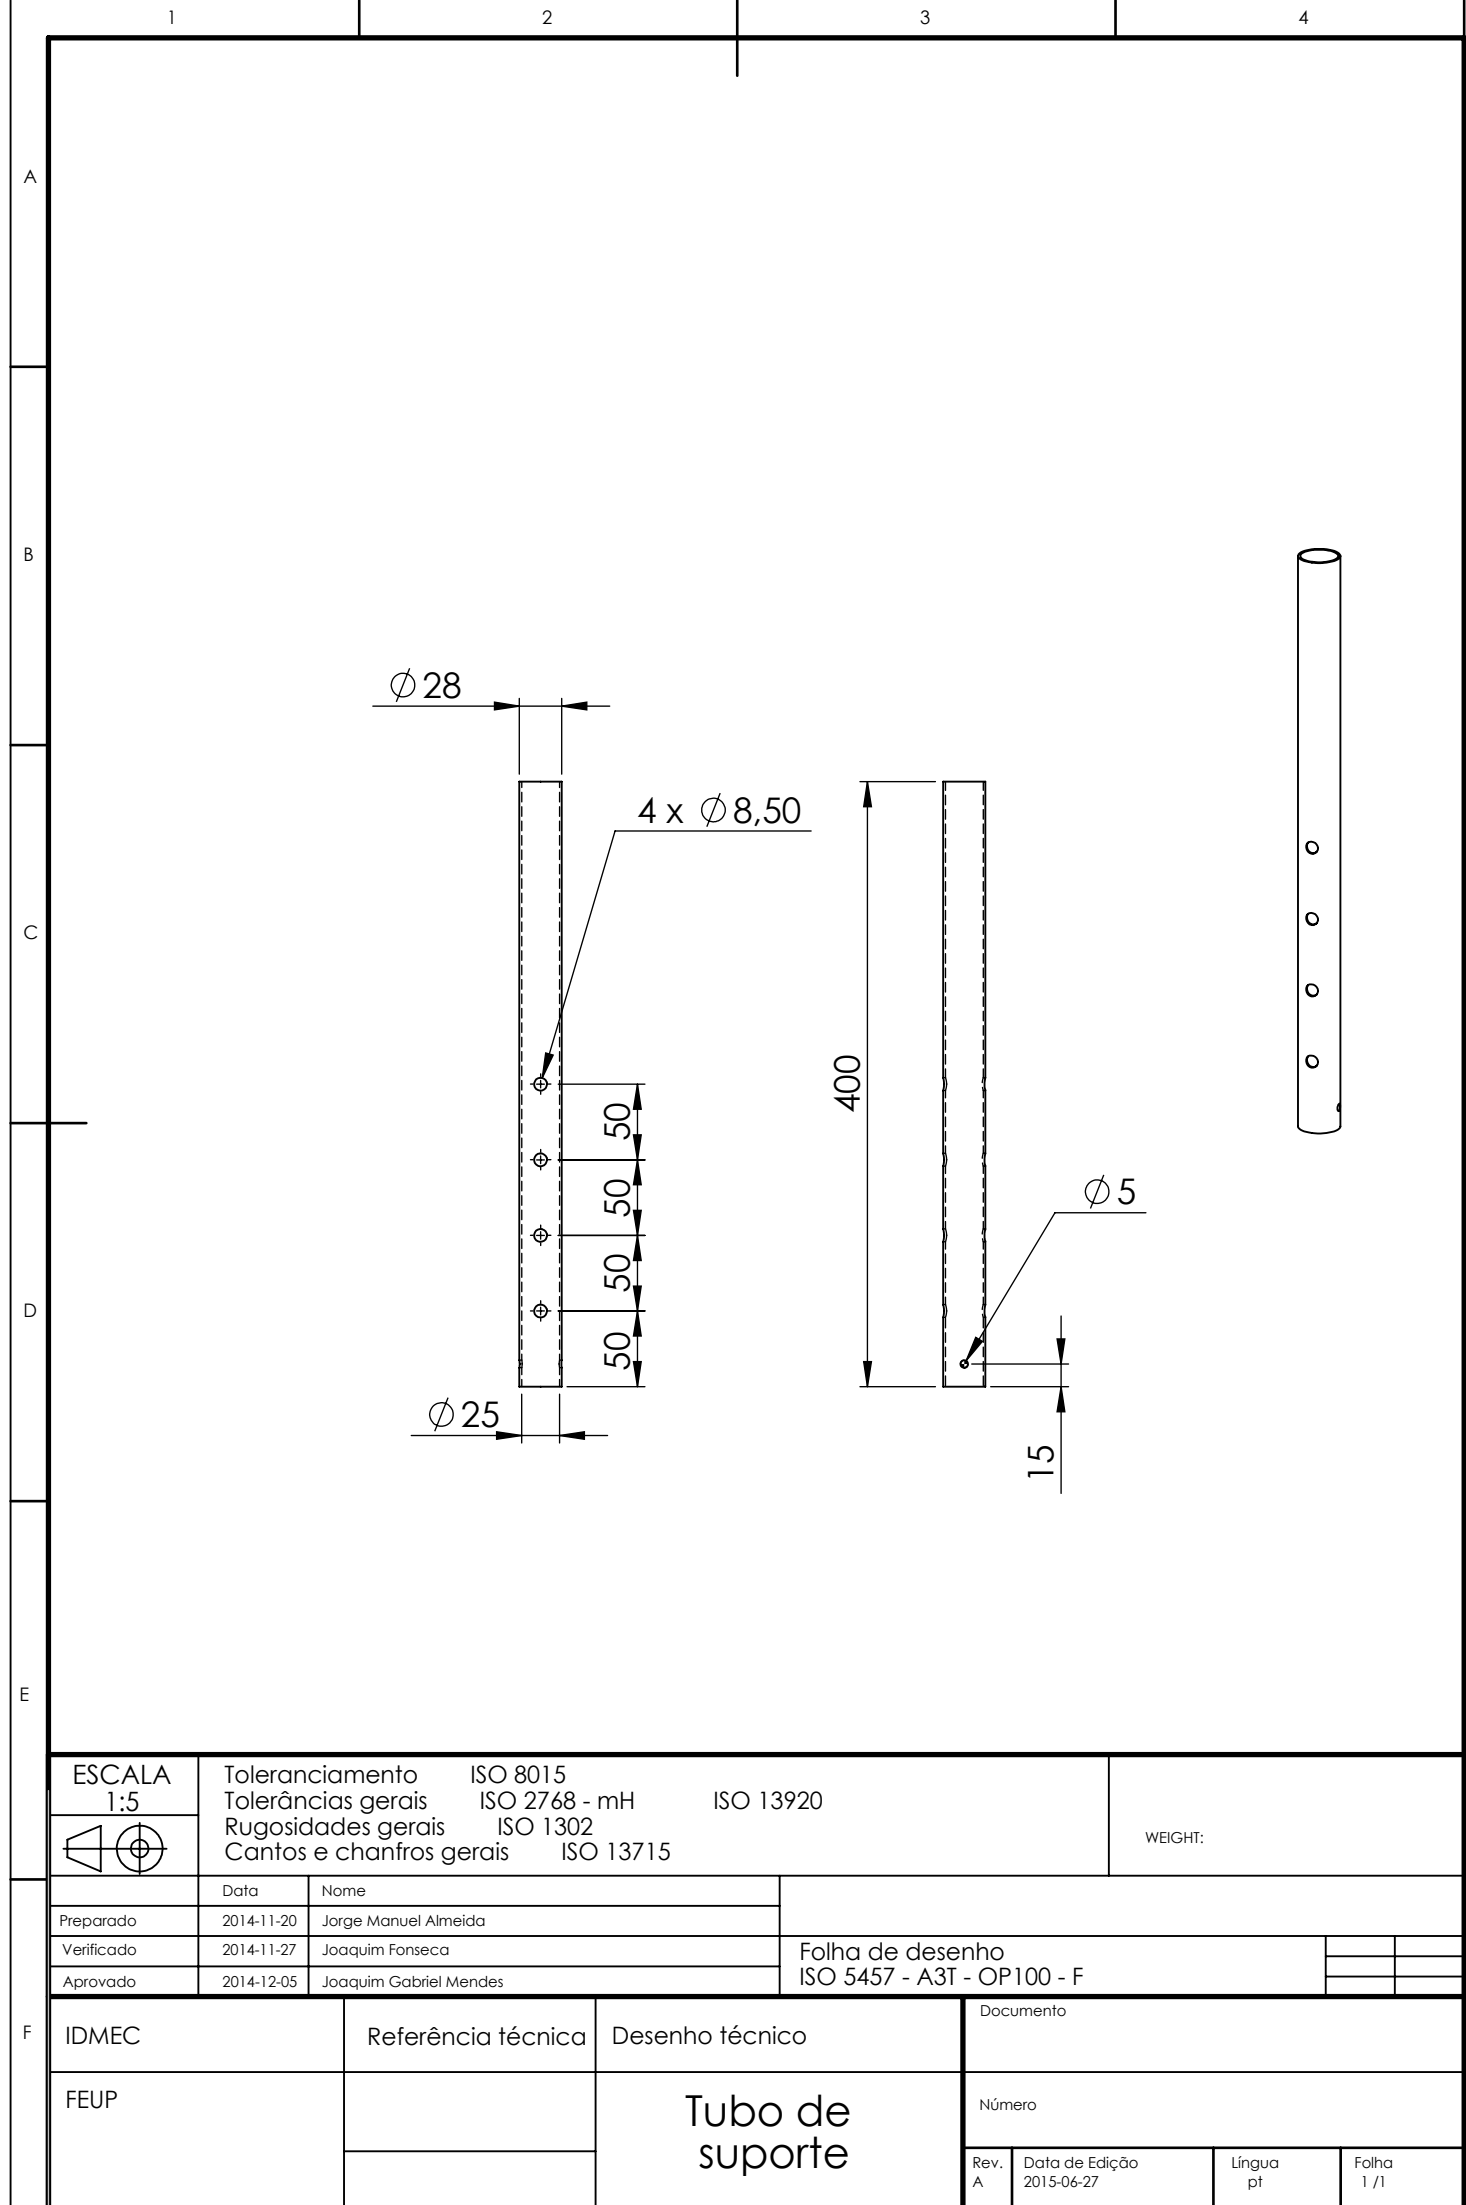 1 2 3 4
A
B
C
D
E
F
⌀28
4 x ⌀8,50
50
50
50
50
⌀25
400
⌀5
15
ESCALA
1:5
Toleranciamento ISO 8015
Tolerâncias gerais ISO 2768 - mH ISO 13920
Rugosidades gerais ISO 1302
Cantos e chanfros gerais ISO 13715
WEIGHT:
Data Nome
Preparado 2014-11-20 Jorge Manuel Almeida
Verificado 2014-11-27 Joaquim Fonseca
Aprovado 2014-12-05 Joaquim Gabriel Mendes
Folha de desenho
ISO 5457 - A3T - OP100 - F
IDMEC
Referência técnica
Desenho técnico
Documento
FEUP
Tubo de
suporte
Número
Rev.
A
Data de Edição
2015-06-27
Língua
pt
Folha
1 /1